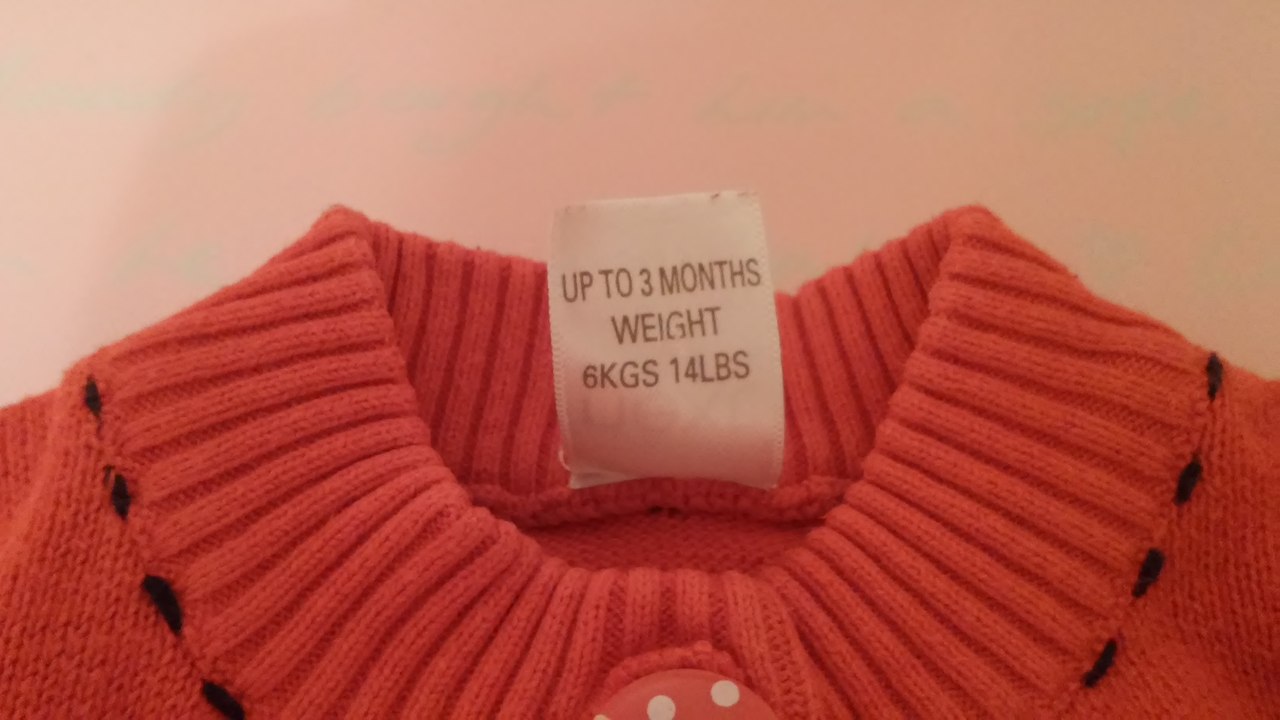 UP TO 3 MONTHS
WEIGHT
6KGS 14LBS